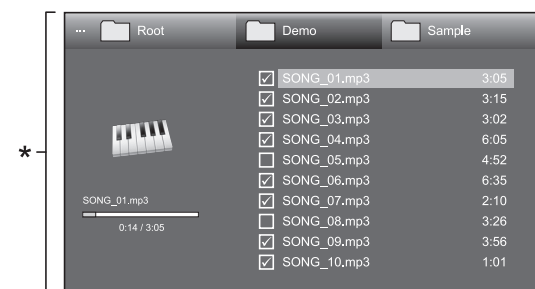 ... Root Demo Sample
SONG_01.mp3 3:05
SONG_02.mp3 3:15
SONG_03.mp3 3:02
SONG_04.mp3 6:05
SONG_05.mp3 4:52
SONG_06.mp3 6:35
SONG_07.mp3 2:10
SONG_08.mp3 3:26
SONG_09.mp3 3:56
SONG_10.mp3 1:01
SONG_01.mp3
0:14 / 3:05
*